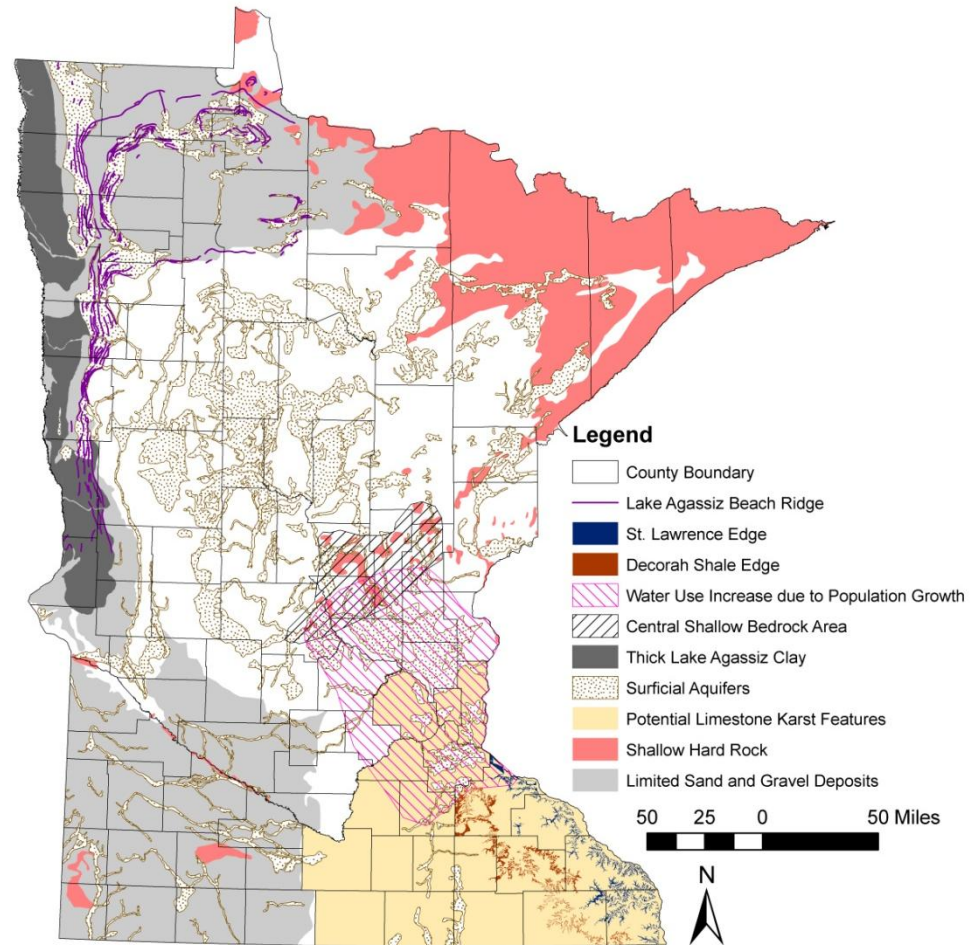 Legend
County Boundary
Lake Agassiz Beach Ridge
St. Lawrence Edge
Decorah Shale Edge
Water Use Increase due to Population Growth
Central Shallow Bedrock Area
Thick Lake Agassiz Clay
Surficial Aquifers
Potential Limestone Karst Features
Shallow Hard Rock
Limited Sand and Gravel Deposits
50 25 0 50 Miles
N